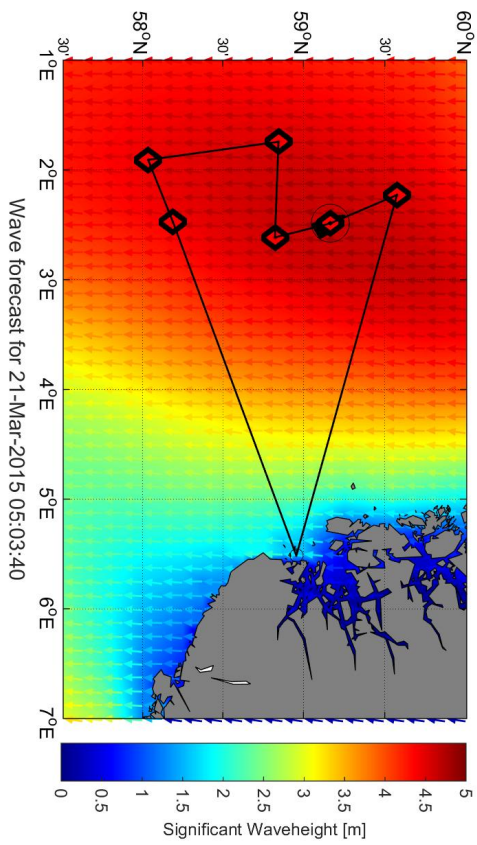 60°N
30'
59°N
30'
58°N
30'
1°E
2°E
3°E
4°E
5°E
6°E
7°E
Wave forecast for 21-Mar-2015 05:03:40
0
0.5
1
1.5
2
2.5
3
3.5
4
4.5
5
Significant Waveheight [m]